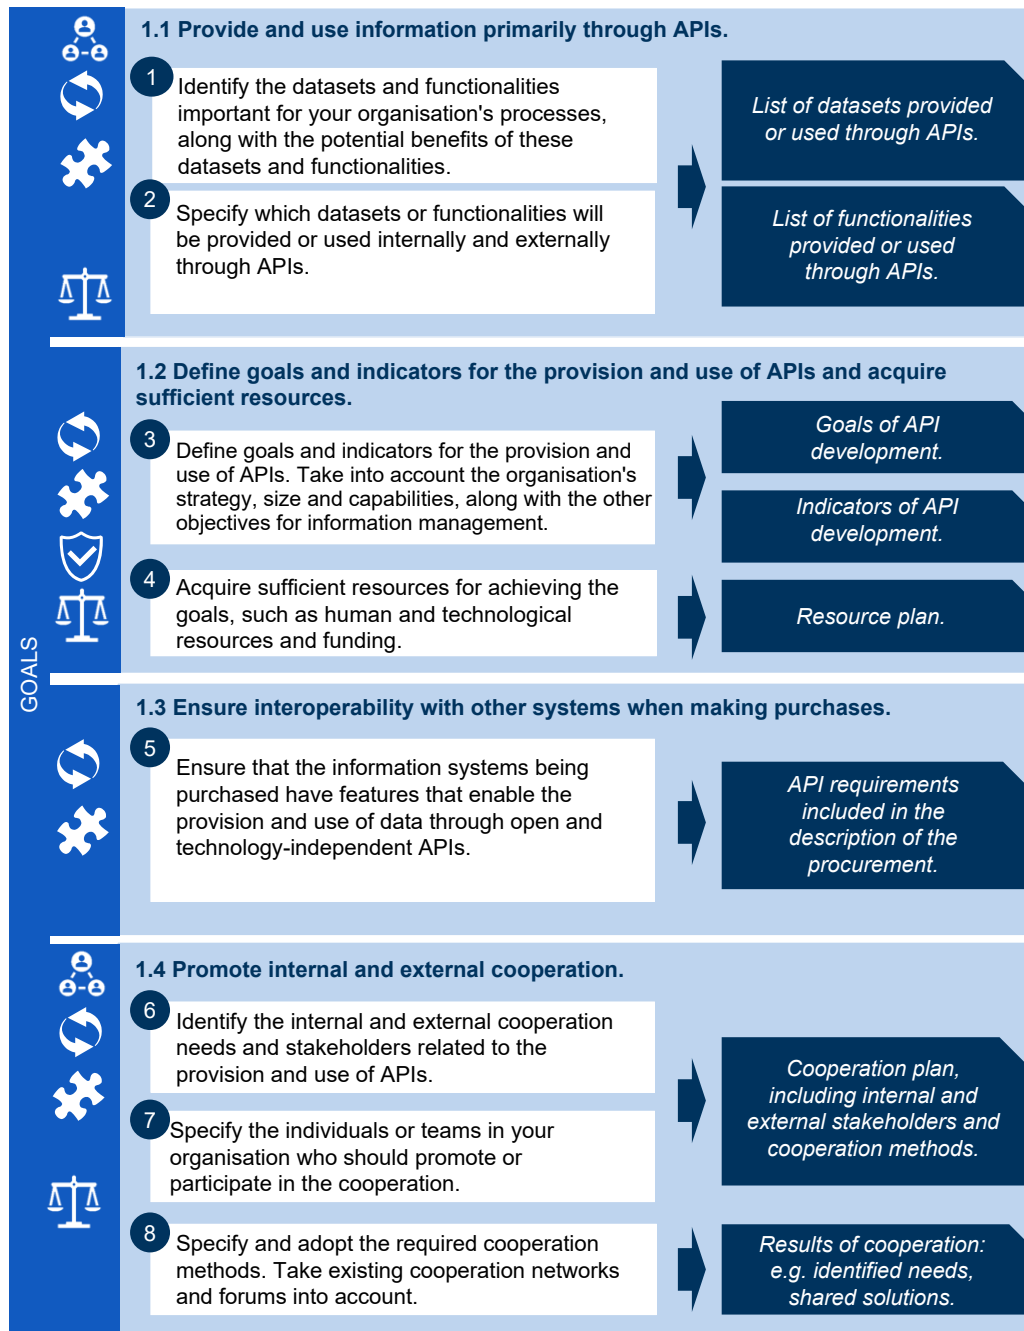 GOALS
1.1 Provide and use information primarily through APIs.
1
Identify the datasets and functionalities
important for your organisation's processes,
along with the potential benefits of these
datasets and functionalities.
2
Specify which datasets or functionalities will
be provided or used internally and externally
through APIs.
List of datasets provided
or used through APIs.
List of functionalities
provided or used
through APIs.
1.2 Define goals and indicators for the provision and use of APIs and acquire
sufficient resources.
3
Define goals and indicators for the provision and
use of APIs. Take into account the organisation's
strategy, size and capabilities, along with the other
objectives for information management.
4
Acquire sufficient resources for achieving the
goals, such as human and technological
resources and funding.
Goals of API
development.
Indicators of API
development.
Resource plan.
1.3 Ensure interoperability with other systems when making purchases.
5
Ensure that the information systems being
purchased have features that enable the
provision and use of data through open and
technology-independent APIs.
API requirements
included in the
description of the
procurement.
1.4 Promote internal and external cooperation.
6
Identify the internal and external cooperation
needs and stakeholders related to the
provision and use of APIs.
7
Specify the individuals or teams in your
organisation who should promote or
participate in the cooperation.
8
Specify and adopt the required cooperation
methods. Take existing cooperation networks
and forums into account.
Cooperation plan,
including internal and
external stakeholders and
cooperation methods.
Results of cooperation:
e.g. identified needs,
shared solutions.